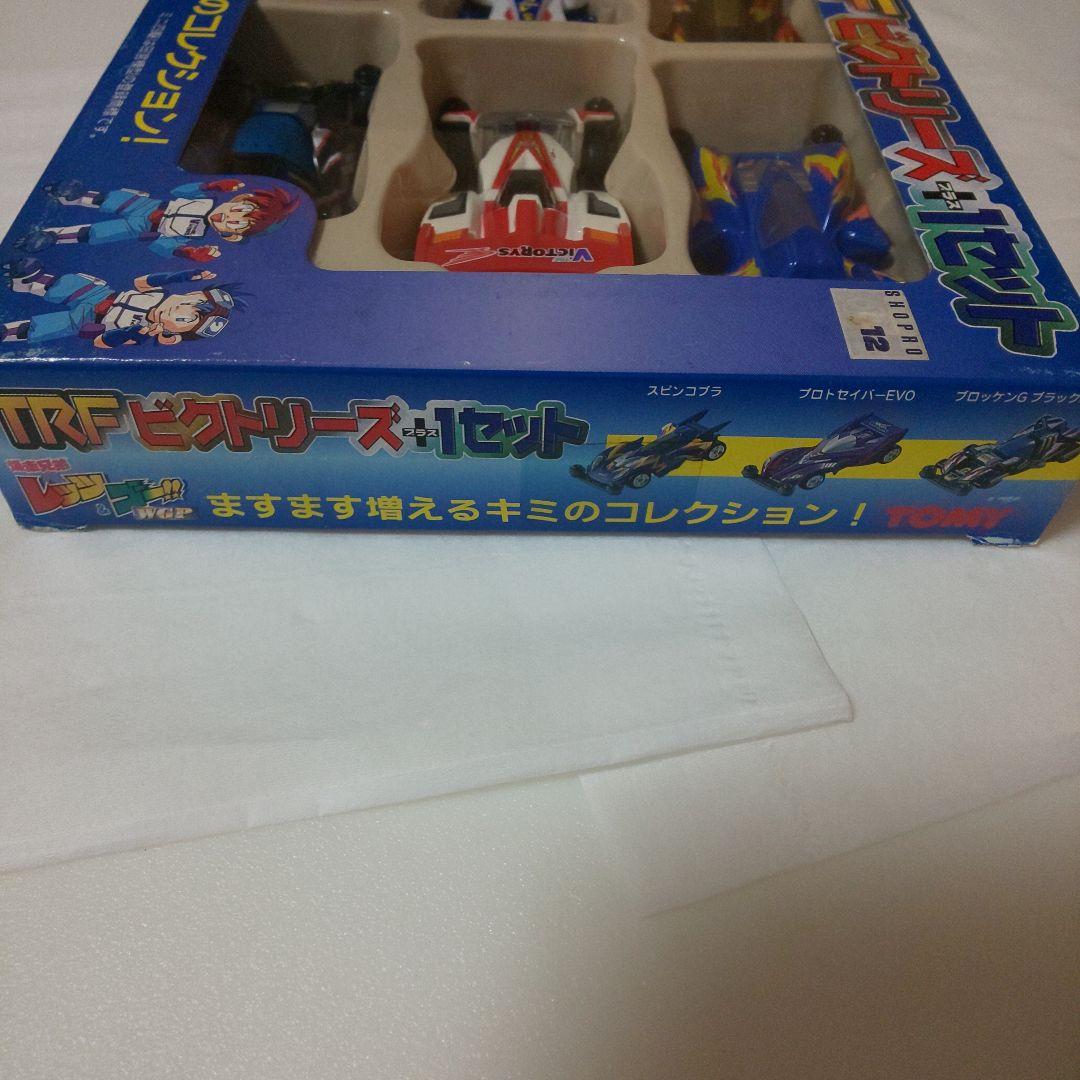 のコレクション!
ビクトリーズ+1セット
プラス
VICTORYS
SHOPRO
12
TRFビクトリーズ+1セット
プラス
スピンコブラ
プロトセイバーEVO
ブロッケンG ブラック
爆走兄弟
レッツ&ゴー
WGP
ますます増えるキミのコレクション!
TOMY